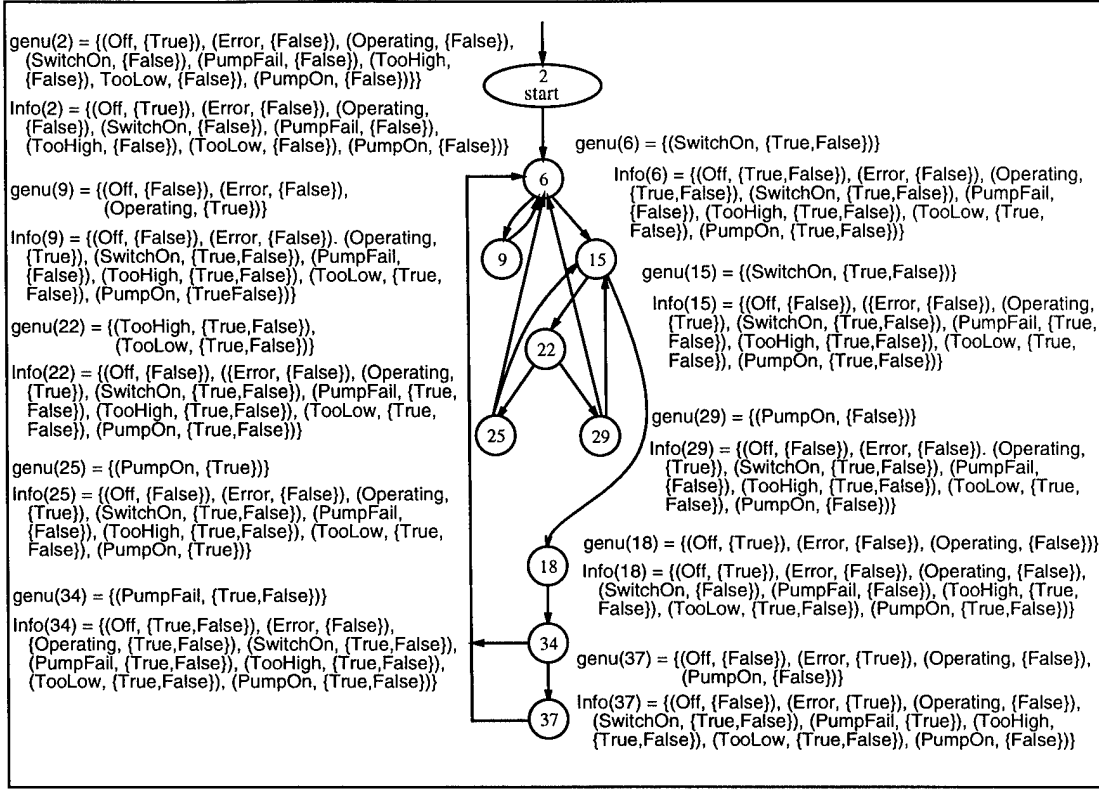 genu(2) = {(Off, {True}), (Error, {False}), (Operating, {False}),
(SwitchOn, {False}), (PumpFail, {False}), (TooHigh,
{False}), TooLow, {False}), (PumpOn, {False})}
Info(2) = {(Off, {True}), (Error, {False}), (Operating,
{False}), (SwitchOn, {False}), (PumpFail, {False}),
(TooHigh, {False}), (TooLow, {False}), (PumpOn, {False})}
genu(9) = {(Off, {False}), (Error, {False}),
(Operating, {True})}
Info(9) = {(Off, {False}), (Error, {False}). (Operating,
{True}), (SwitchOn, {True,False}), (PumpFail,
{False}), (TooHigh, {True,False}), (TooLow, {True,
False}), (PumpOn, {TrueFalse})}
genu(22) = {(TooHigh, {True,False}),
(TooLow, {True,False})}
Info(22) = {(Off, {False}), ({Error, {False}), (Operating,
{True}), (SwitchOn, {True,False}), (PumpFail, {True,
False}), (TooHigh, {True,False}), (TooLow, {True,
False}), (PumpOn, {True,False})}
genu(25) = {(PumpOn, {True})}
Info(25) = {(Off, {False}), (Error, {False}), (Operating,
{True}), (SwitchOn, {True,False}), (PumpFail,
{False}), (TooHigh, {True,False}), (TooLow, {True,
False}), (PumpOn, {True})}
genu(34) = {(PumpFail, {True,False})}
Info(34) = {(Off, {True,False}), (Error, {False}),
{Operating, {True,False}), (SwitchOn, {True,False}),
(PumpFail, {True,False}), (TooHigh, {True,False}),
(TooLow, {True,False}), (PumpOn, {True,False})}
2
start
6
9
15
22
25
29
18
34
37
genu(6) = {(SwitchOn, {True,False})}
Info(6) = {(Off, {True,False}), (Error, {False}), (Operating,
{True,False}), (SwitchOn, {True,False}), (PumpFail,
{False}), (TooHigh, {True,False}), (TooLow, {True,
False}), (PumpOn, {True,False})}
genu(15) = {(SwitchOn, {True,False})}
Info(15) = {(Off, {False}), ({Error, {False}), (Operating,
{True}), (SwitchOn, {True,False}), (PumpFail, {True,
False}), (TooHigh, {True,False}), (TooLow, {True,
False}), (PumpOn, {True,False})}
genu(29) = {(PumpOn, {False})}
Info(29) = {(Off, {False}), (Error, {False}). (Operating,
{True}), (SwitchOn, {True,False}), (PumpFail,
{False}), (TooHigh, {True,False}), (TooLow, {True,
False}), (PumpOn, {False})}
genu(18) = {(Off, {True}), (Error, {False}), (Operating, {False})}
Info(18) = {(Off, {True}), (Error, {False}), (Operating, {False}),
(SwitchOn, {False}), (PumpFail, {False}), (TooHigh, {True,
False}), (TooLow, {True,False}), (PumpOn, {True,False})}
genu(37) = {(Off, {False}), (Error, {True}), (Operating, {False}),
(PumpOn, {False})}
Info(37) = {(Off, {False}), (Error, {True}), (Operating, {False}),
(SwitchOn, {True,False}), (PumpFail, {True}), (TooHigh,
{True,False}), (TooLow, {True,False}), (PumpOn, {False})}